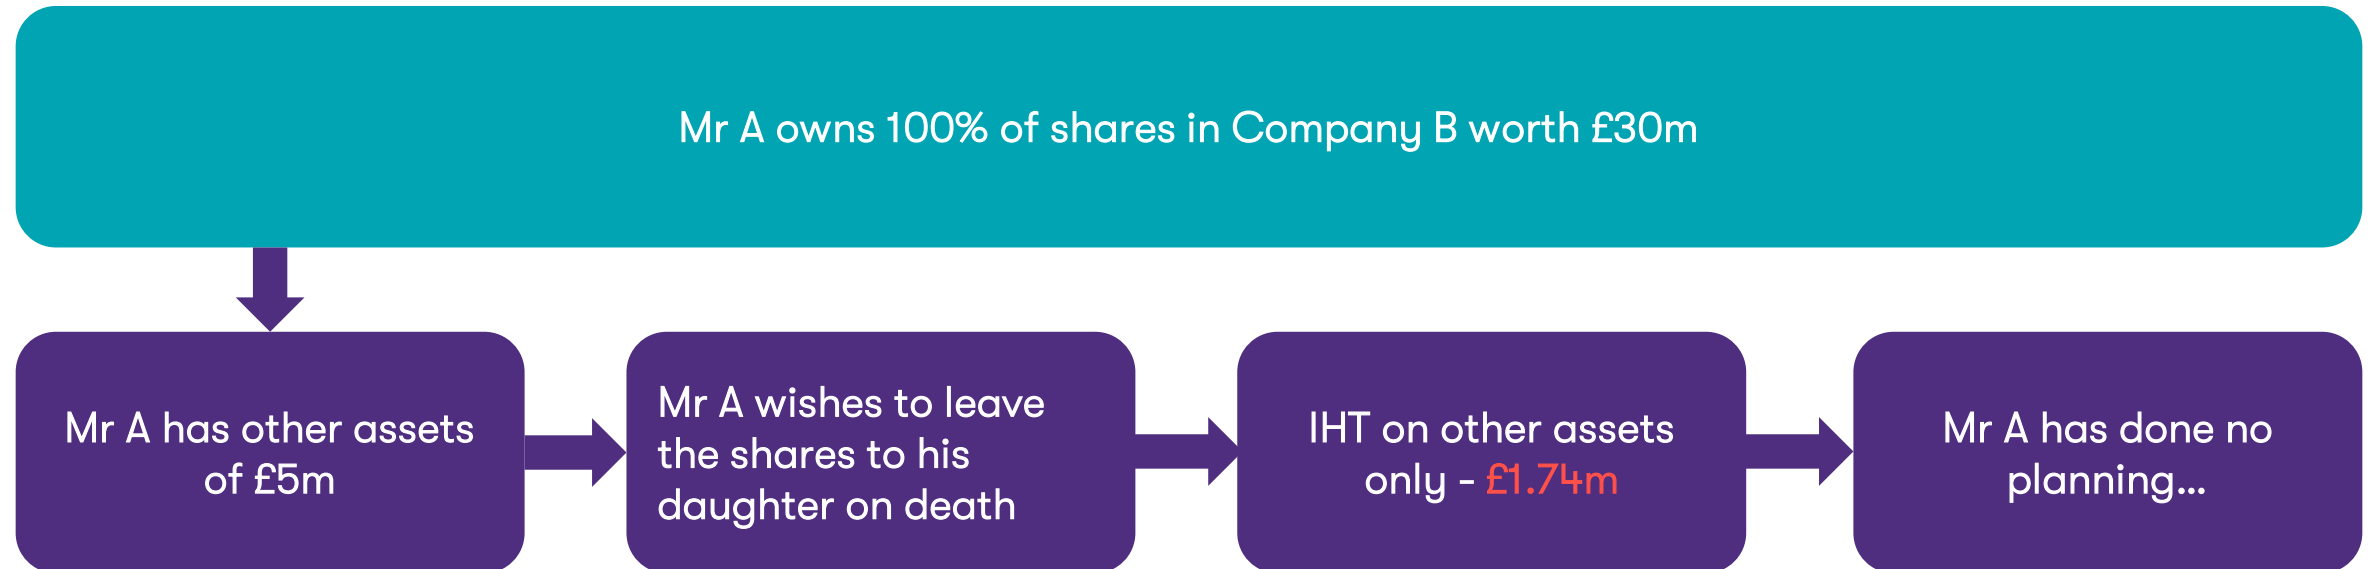 Mr A owns 100% of shares in Company B worth £30m
Mr A has other assets
of £5m
Mr A wishes to leave
the shares to his
daughter on death
IHT on other assets
only - £1.74m
Mr A has done no
planning...